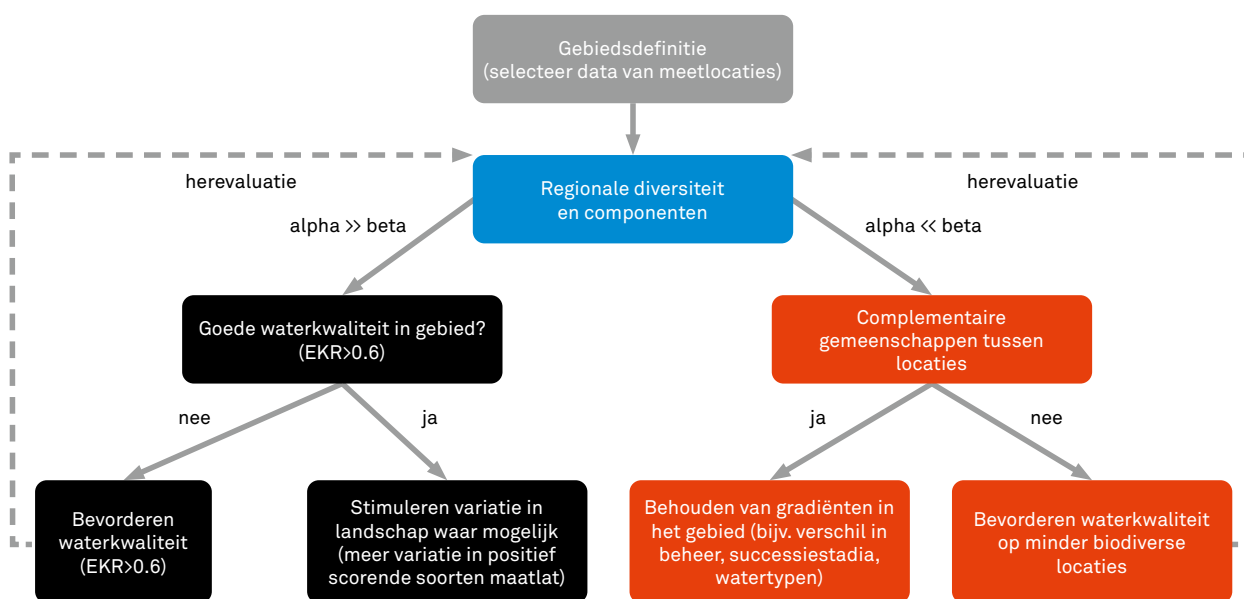 Gebiedsdefinitie
(selecteer data van meetlocaties)
herevaluatie
Regionale diversiteit
en componenten
herevaluatie
alpha >> beta
alpha << beta
Goede waterkwaliteit in gebied?
(EKR>0.6)
Complementaire
gemeenschappen tussen
locaties
nee
ja
ja
nee
Bevorderen
waterkwaliteit
(EKR>0.6)
Stimuleren variatie in
landschap waar mogelijk
(meer variatie in positief
scorende soorten maatlat)
Behouden van gradiënten in
het gebied (bijv. verschil in
beheer, successiestadia,
watertypen)
Bevorderen waterkwaliteit
op minder biodiverse
locaties